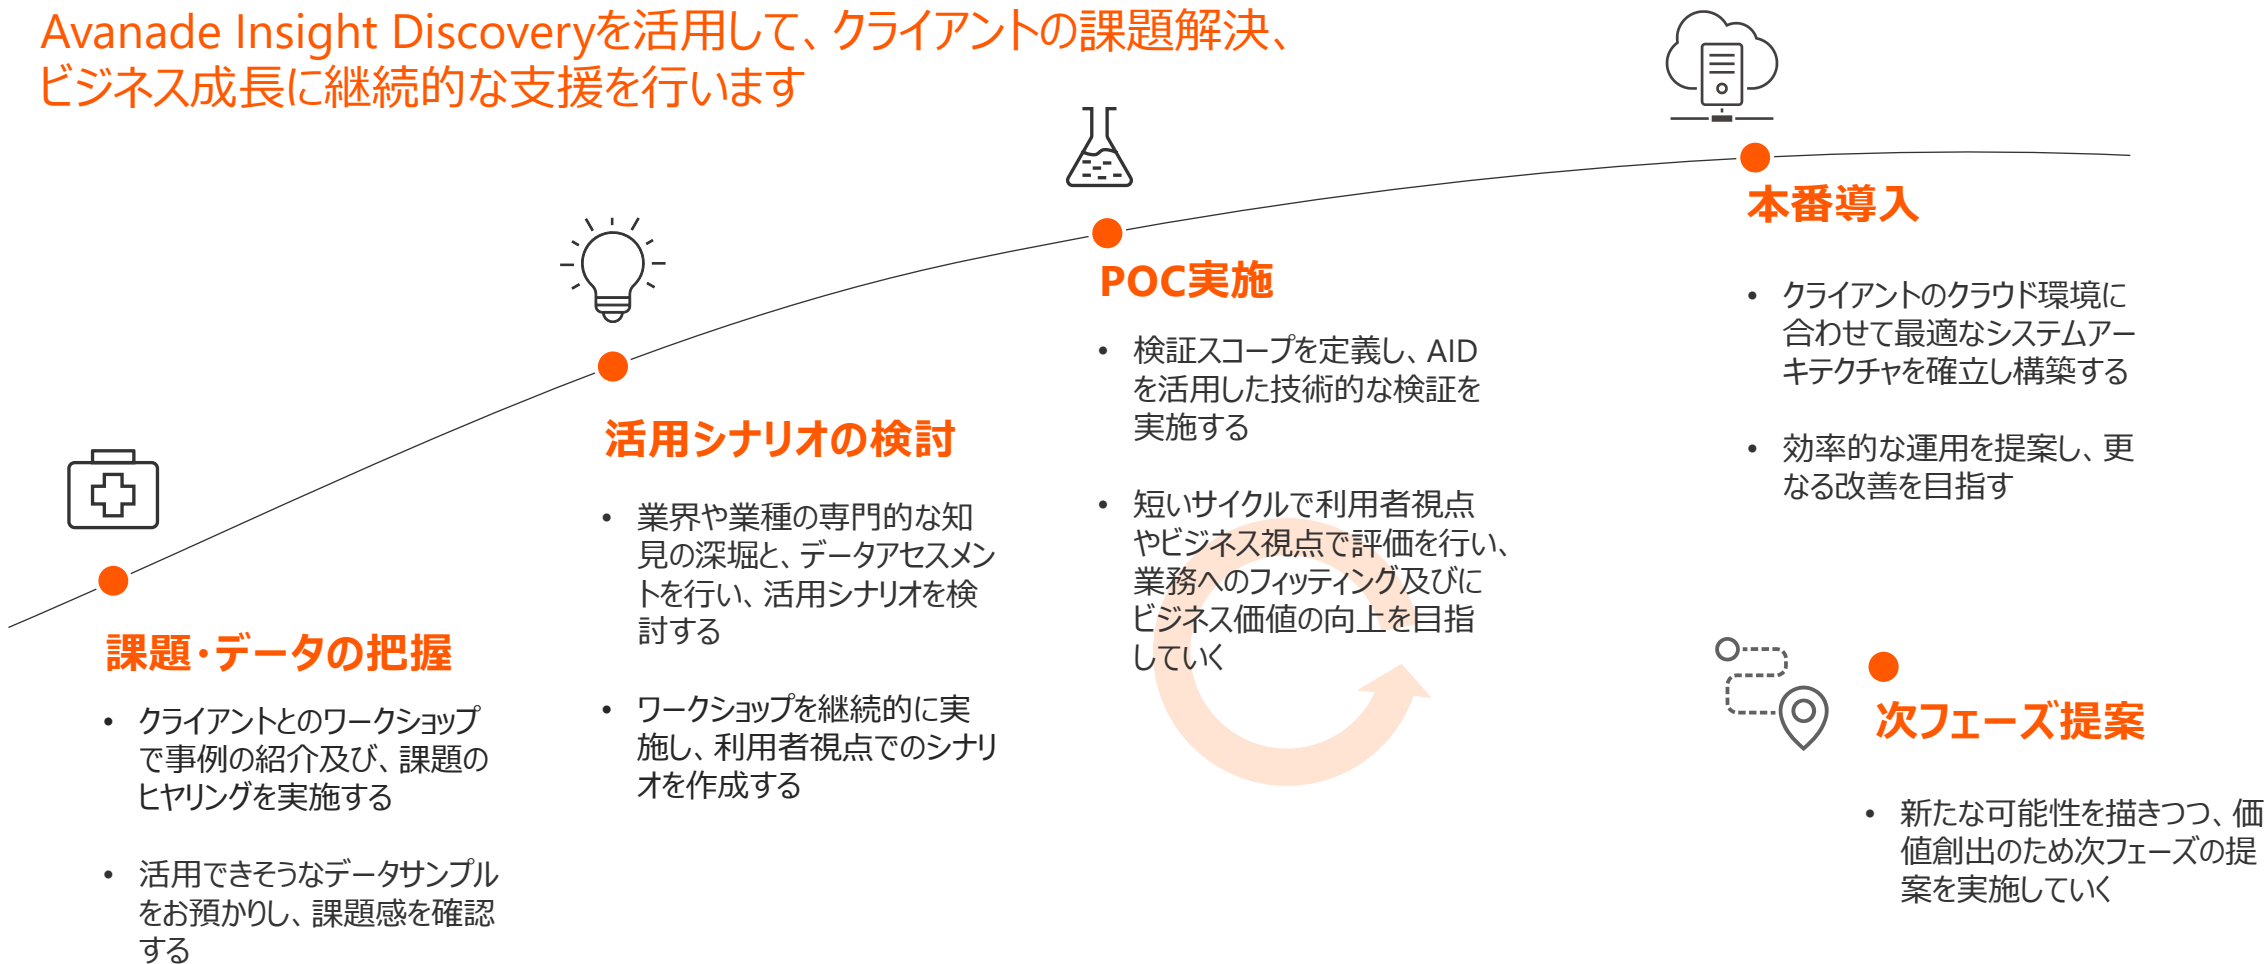 Avanade Insight Discoveryを活用して、クライアントの課題解決、
ビジネス成長に継続的な支援を行います
課題・データの把握
• クライアントとのワークショップ
で事例の紹介及び、課題の
ヒヤリングを実施する
• 活用できそうなデータサンプル
をお預かりし、課題感を確認
する
活用シナリオの検討
• 業界や業種の専門的な知
見の深堀と、データアセスメン
トを行い、活用シナリオを検
討する
• ワークショップを継続的に実
施し、利用者視点でのシナリ
オを作成する
POC実施
• 検証スコープを定義し、AID
を活用した技術的な検証を
実施する
• 短いサイクルで利用者視点
やビジネス視点で評価を行い、
業務へのフィッティング及びに
ビジネス価値の向上を目指
していく
本番導入
• クライアントのクラウド環境に
合わせて最適なシステムアー
キテクチャを確立し構築する
• 効率的な運用を提案し、更
なる改善を目指す
次フェーズ提案
• 新たな可能性を描きつつ、価
値創出のため次フェーズの提
案を実施していく